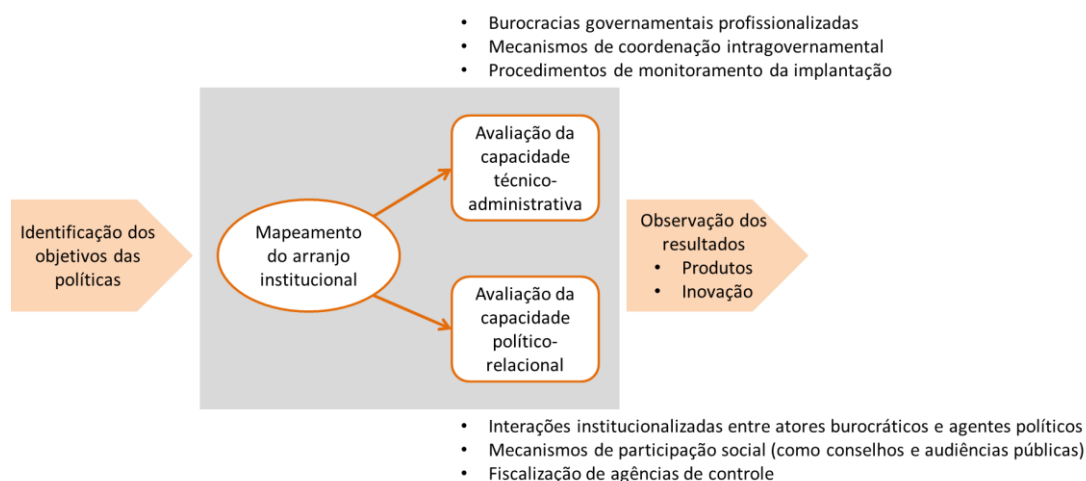 • Burocracias governamentais profissionalizadas
• Mecanismos de coordenação intragovernamental
• Procedimentos de monitoramento da implantação
Identificação dos
objetivos das
políticas
Mapeamento
do arranjo
institucional
Avaliação da
capacidade
técnico-
administrativa
Avaliação da
capacidade
político-
relacional
Observação dos
resultados
• Produtos
• Inovação
• Interações institucionalizadas entre atores burocráticos e agentes políticos
• Mecanismos de participação social (como conselhos e audiências públicas)
• Fiscalização de agências de controle